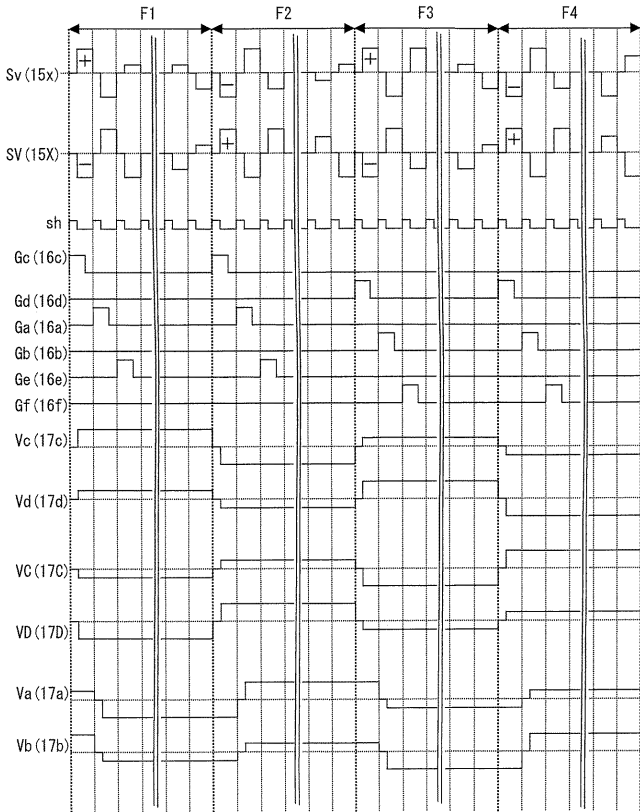 F1 F2 F3 F4
Sv(15x) + − + −
SV(15X) − + − +
sh
Gc(16c)
Gd(16d)
Ga(16a)
Gb(16b)
Ge(16e)
Gf(16f)
Vc(17c)
Vd(17d)
VC(17C)
VD(17D)
Va(17a)
Vb(17b)